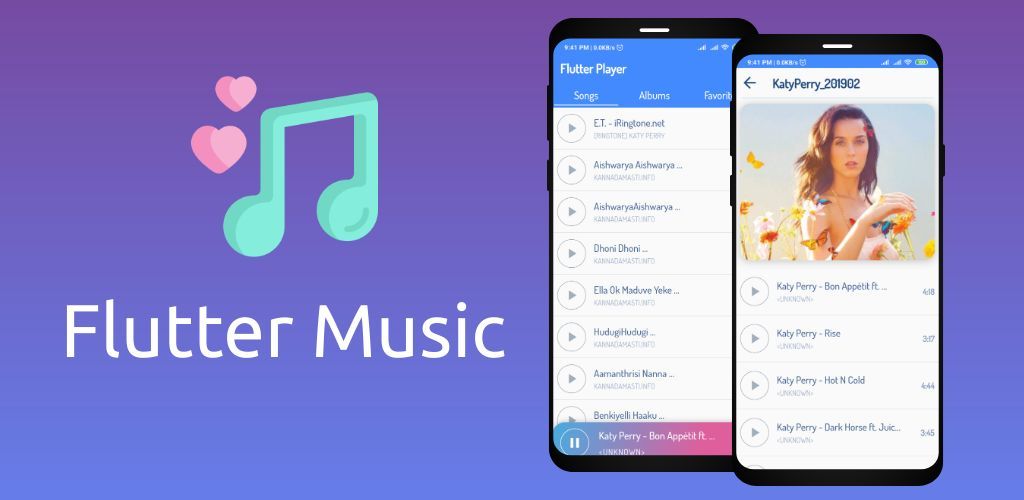 Flutter Music
9:41 PM | 0.0KB/s
Flutter Player
Songs Albums Favorit
E.T. - iRingtone.net
[RINGTONE] KATY PERRY
Aishwarya Aishwarya ...
KANNADAMASTI.INFO
AishwaryaAishwarya ...
KANNADAMASTI.INFO
Dhoni Dhoni ...
KANNADAMASTI.INFO
Ella Ok Maduve Yeke ...
KANNADAMASTI.INFO
HudugiHudugi ...
KANNADAMASTI.INFO
Aamanthrisi Nanna ...
KANNADAMASTI.INFO
Benkiyelli Haaku ...
Katy Perry - Bon Appétit ft. ...
<UNKNOWN>
9:41 PM | 0.0KB/s
KatyPerry_201902
Katy Perry - Bon Appétit ft. ... 4:18
<UNKNOWN>
Katy Perry - Rise 3:17
<UNKNOWN>
Katy Perry - Hot N Cold 4:44
<UNKNOWN>
Katy Perry - Dark Horse ft. Juic... 3:45
<UNKNOWN>